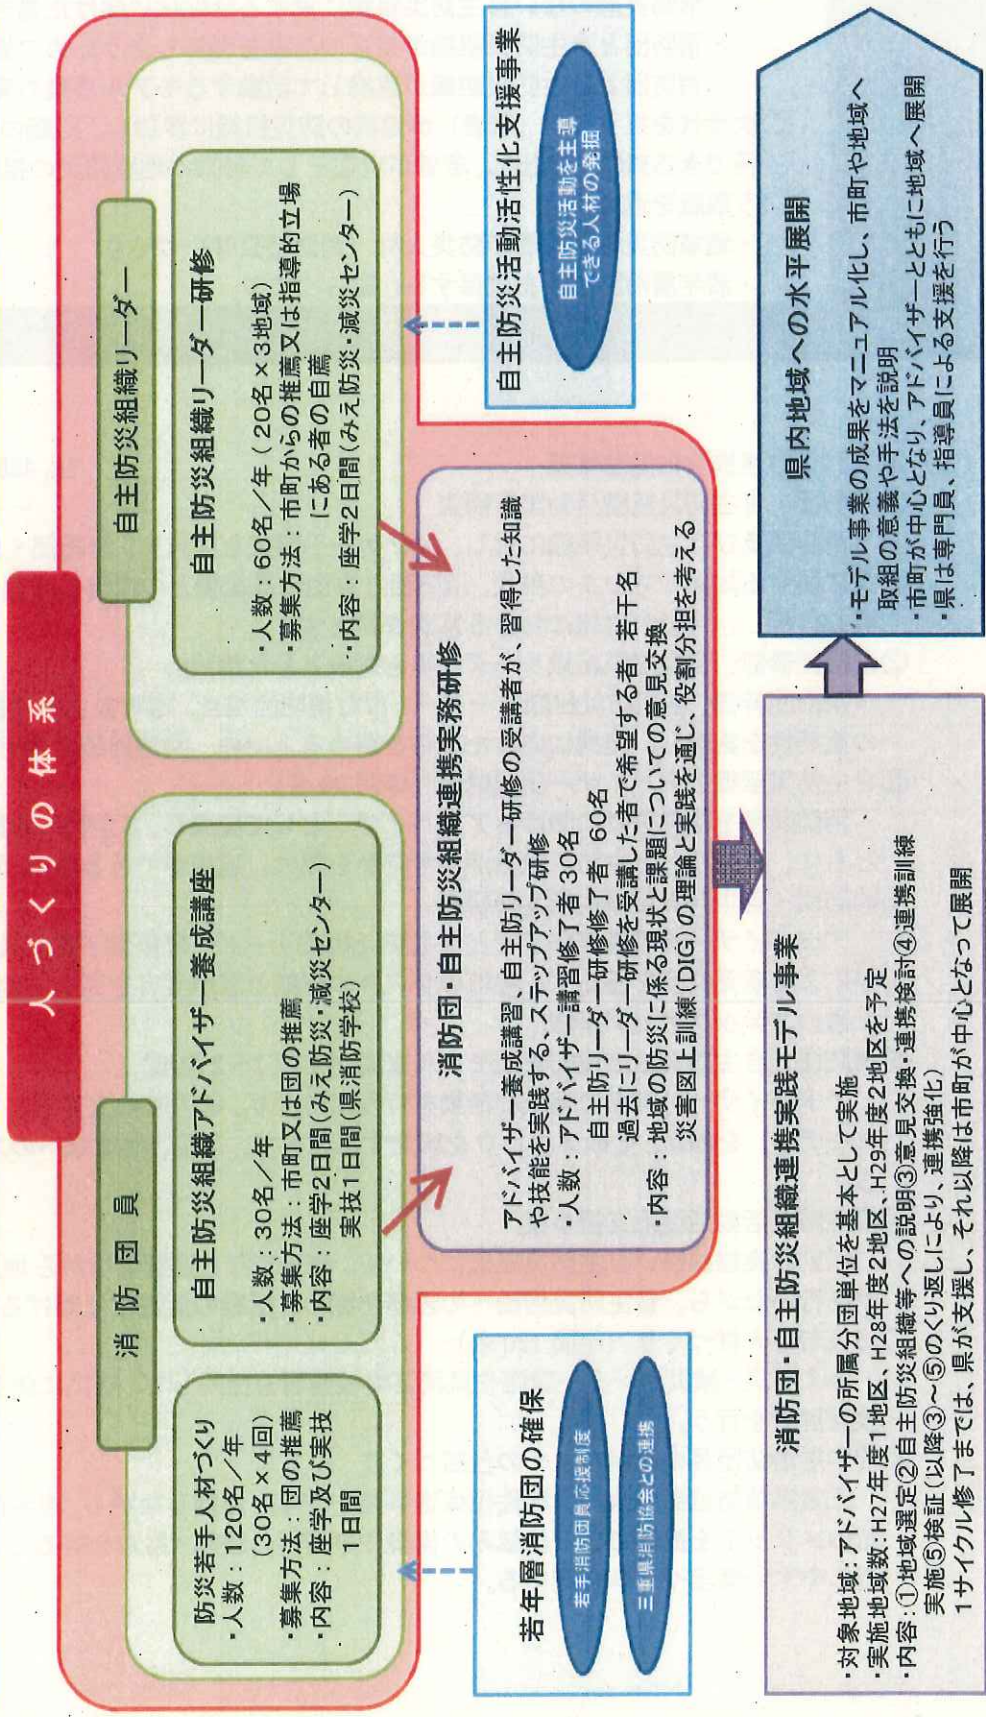 人づくりの体系
消防団員
防災若手人材づくり
・人数：120名／年
（30名×4回）
・募集方法：団の推薦
・内容：座学及び実技
1日間
自主防災組織アドバイザー養成講座
・人数：30名／年
・募集方法：市町又は団の推薦
・内容：座学2日間（みえ防災・減災センター）
実技1日間（県消防学校）
自主防災組織リーダー
自主防災組織リーダー研修
・人数：60名／年（20名×3地域）
・募集方法：市町からの推薦又は指導的立場
にある者の自薦
・内容：座学2日間（みえ防災・減災センター）
若年層消防団の確保
若手消防団員応援制度
三重県消防協会との連携
消防団・自主防災組織連携実務研修
アドバイザー養成講習、自主防リーダー研修の受講者が、習得した知識
や技能を実践する、ステップアップ研修
・人数：アドバイザー講習修了者 30名
自主防リーダー研修修了者 60名
過去にリーダー研修を受講した者で希望する者 若干名
・内容：地域の防災に係る現状と課題についての意見交換
災害図上訓練（DIG）の理論と実践を通じ、役割分担を考える
自主防災活動活性化支援事業
自主防災活動を主導
できる人材の発掘
消防団・自主防災組織連携実践モデル事業
・対象地域：アドバイザーの所属分団単位を基本として実施
・実施地域数：H27年度1地区、H28年度2地区、H29年度2地区を予定
・内容：①地域選定②自主防災組織等への説明③意見交換・連携検討④連携訓練
実施⑤検証（以降③～⑤のくり返しにより、連携強化）
1サイクル修了までは、県が支援し、それ以降は市町が中心となって展開
県内地域への水平展開
・モデル事業の成果をマニュアル化し、市町や地域へ
取組の意義や手法を説明
・市町が中心となり、アドバイザーとともに地域へ展開
・県は専門員、指導員による支援を行う